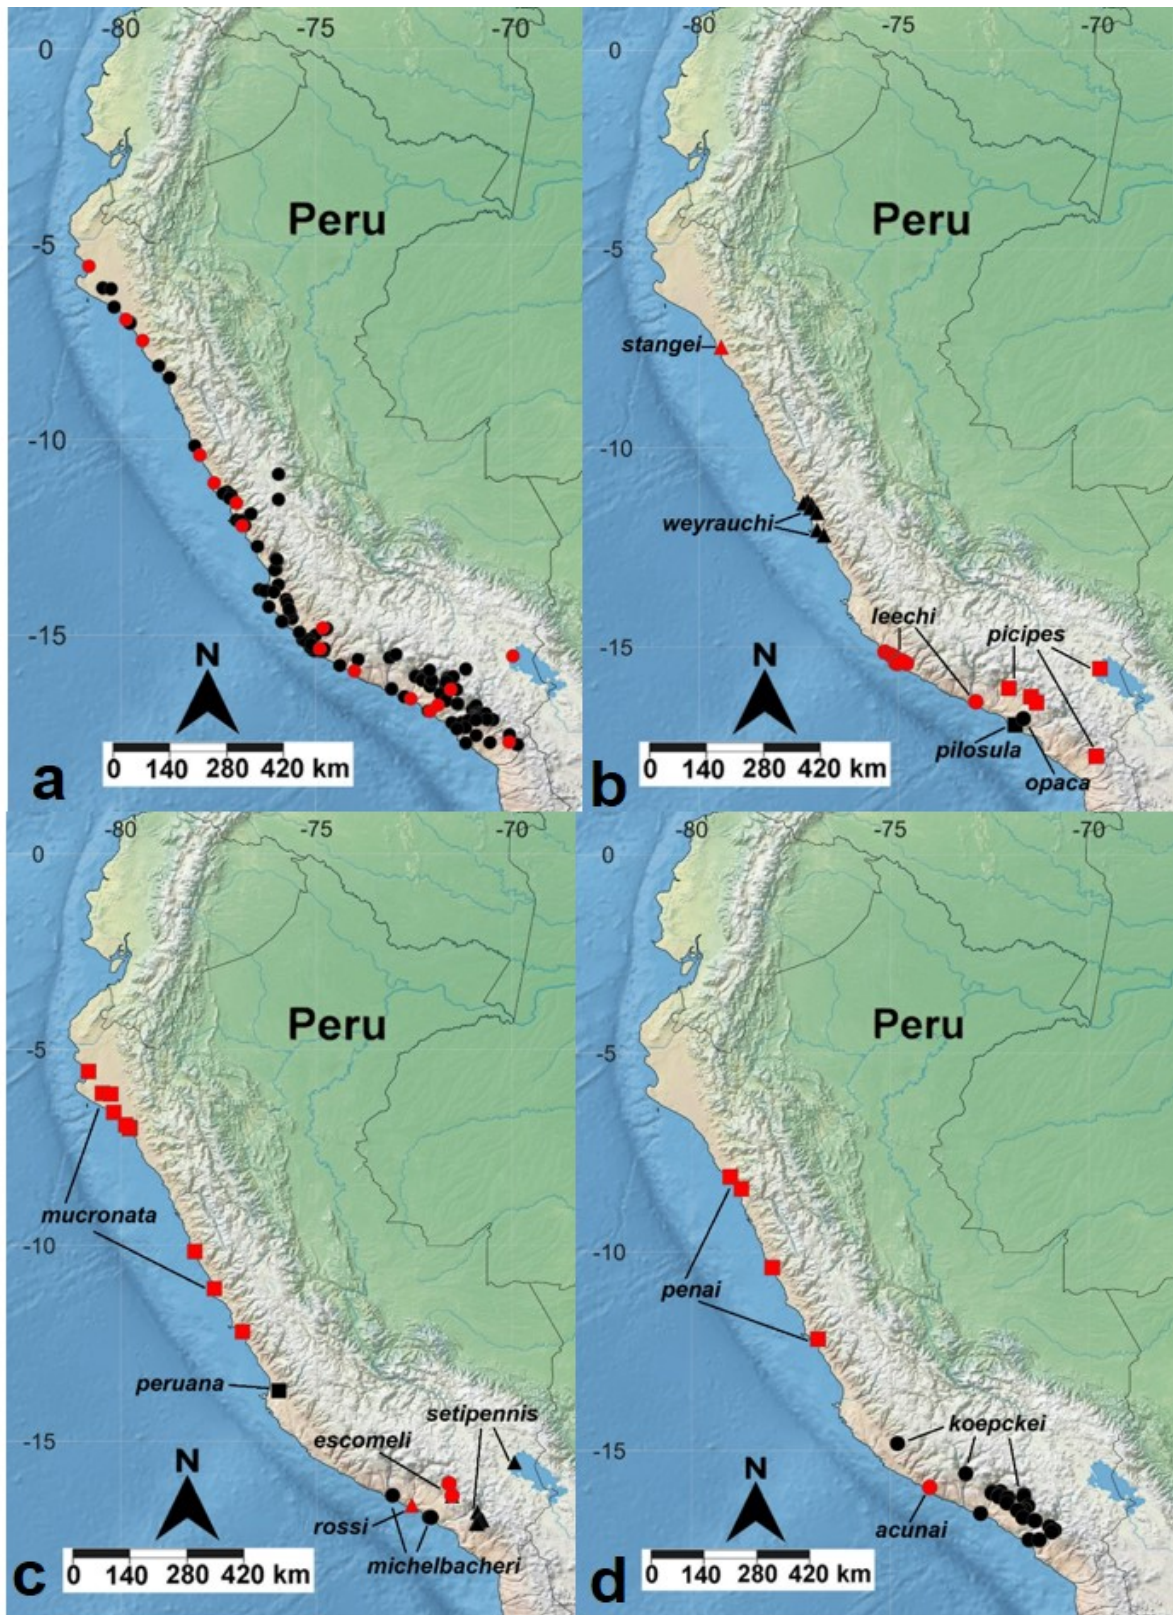 -80 -75 -70
0
Peru
-5
-10
-15
N
0 140 280 420 km
a
-80 -75 -70
0
Peru
-5
stangei
-10
weyrauchi
leechi
-15
picipes
N
pilosula
opaca
0 140 280 420 km
b
-80 -75 -70
0
Peru
-5
mucronata
-10
peruana
setipennis
escomeli
-15
N
rossi
michelbacheri
0 140 280 420 km
c
-80 -75 -70
0
Peru
-5
-10
penai
koepckei
-15
N
acunai
0 140 280 420 km
d